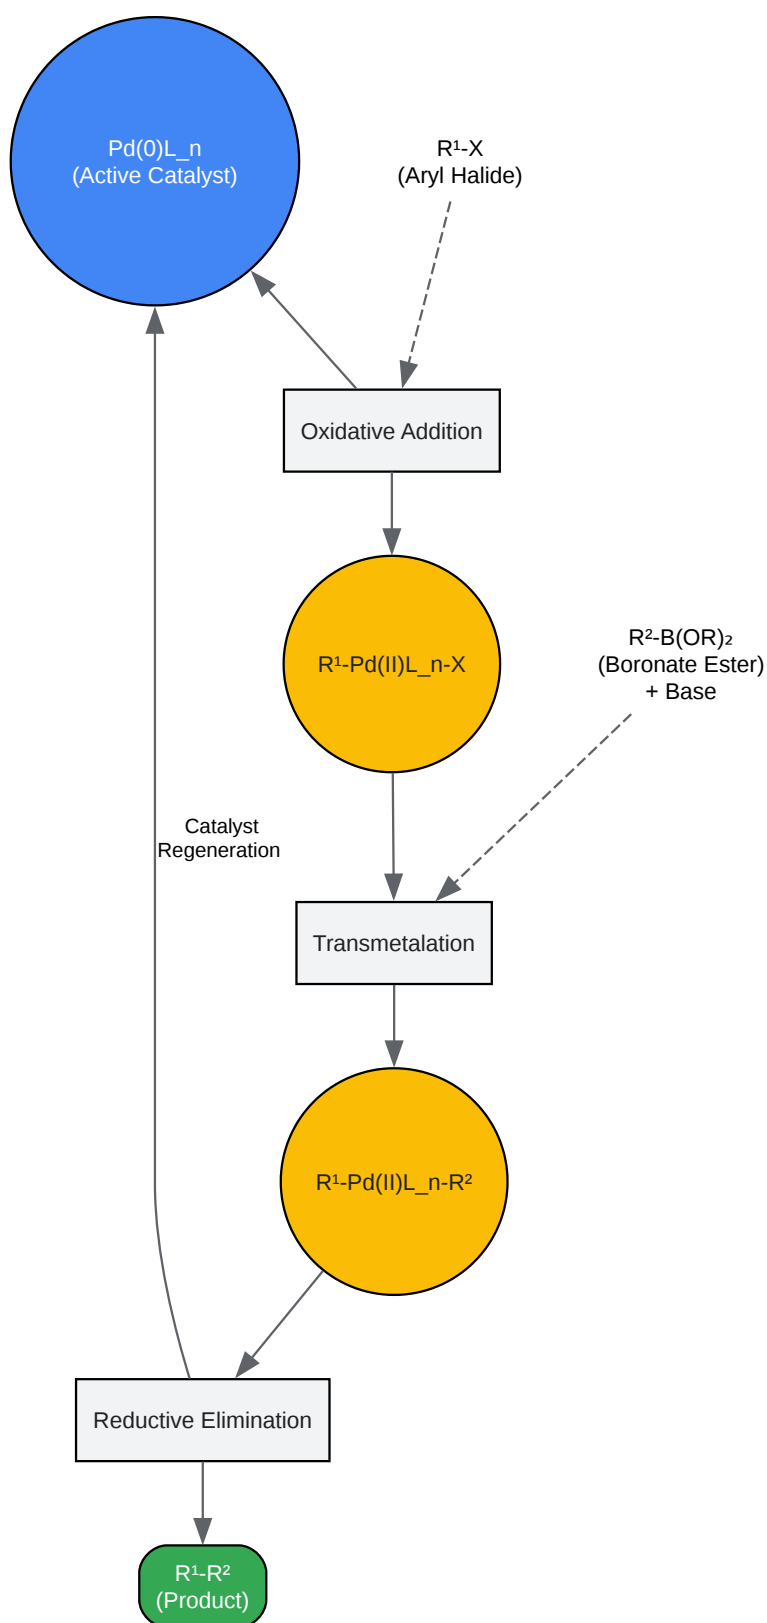 Pd(0)L_n
(Active Catalyst)
R¹-X
(Aryl Halide)
Oxidative Addition
R¹-Pd(II)L_n-X
R²-B(OR)₂
(Boronate Ester)
+ Base
Catalyst
Regeneration
Transmetalation
R¹-Pd(II)L_n-R²
Reductive Elimination
R¹-R²
(Product)